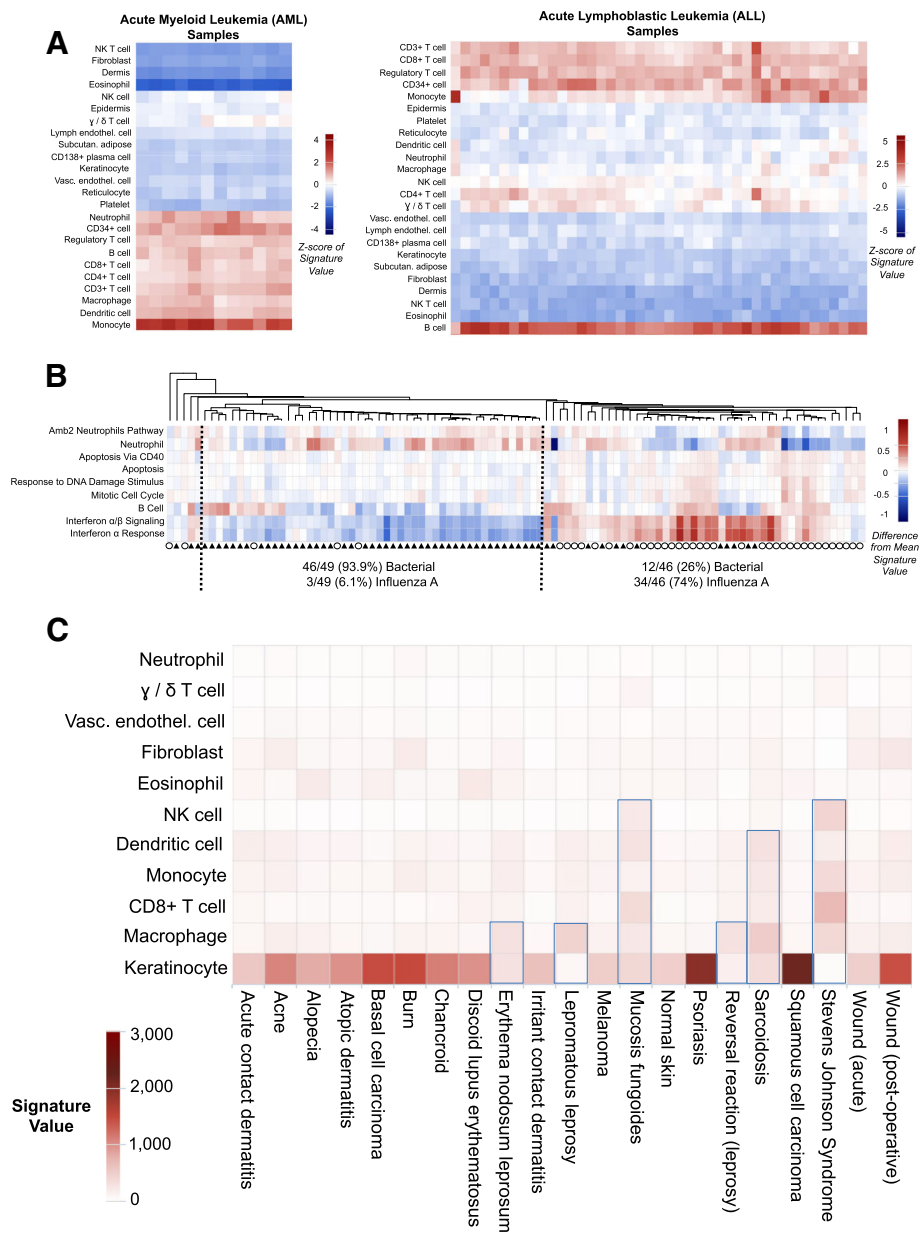 A
Acute Myeloid Leukemia (AML)
Samples
NK T cell
Fibroblast
Dermis
Eosinophil
NK cell
Epidermis
ɣ / δ T cell
Lymph endothel. cell
Subcutan. adipose
CD138+ plasma cell
Keratinocyte
Vasc. endothel. cell
Reticulocyte
Platelet
Neutrophil
CD34+ cell
Regulatory T cell
B cell
CD8+ T cell
CD4+ T cell
CD3+ T cell
Macrophage
Dendritic cell
Monocyte
4
2
0
-2
-4
Z-score of
Signature
Value
Acute Lymphoblastic Leukemia (ALL)
Samples
CD3+ T cell
CD8+ T cell
Regulatory T cell
CD34+ cell
Monocyte
Epidermis
Platelet
Reticulocyte
Dendritic cell
Neutrophil
Macrophage
NK cell
CD4+ T cell
ɣ / δ T cell
Vasc. endothel. cell
Lymph endothel. cell
CD138+ plasma cell
Keratinocyte
Subcutan. adipose
Fibroblast
Dermis
NK T cell
Eosinophil
B cell
5
2.5
0
-2.5
-5
Z-score of
Signature
Value
B
Amb2 Neutrophils Pathway
Neutrophil
Apoptosis Via CD40
Apoptosis
Response to DNA Damage Stimulus
Mitotic Cell Cycle
B Cell
Interferon α/β Signaling
Interferon α Response
46/49 (93.9%) Bacterial
3/49 (6.1%) Influenza A
12/46 (26%) Bacterial
34/46 (74%) Influenza A
1
0.5
0
-0.5
-1
Difference
from Mean
Signature
Value
C
Neutrophil
ɣ / δ T cell
Vasc. endothel. cell
Fibroblast
Eosinophil
NK cell
Dendritic cell
Monocyte
CD8+ T cell
Macrophage
Keratinocyte
Acute contact dermatitis
Acne
Alopecia
Atopic dermatitis
Basal cell carcinoma
Burn
Chancroid
Discoid lupus erythematosus
Erythema nodosum leprosum
Irritant contact dermatitis
Lepromatous leprosy
Melanoma
Mucosis fungoides
Normal skin
Psoriasis
Reversal reaction (leprosy)
Sarcoidosis
Squamous cell carcinoma
Stevens Johnson Syndrome
Wound (acute)
Wound (post-operative)
Signature
Value
3,000
2,000
1,000
0